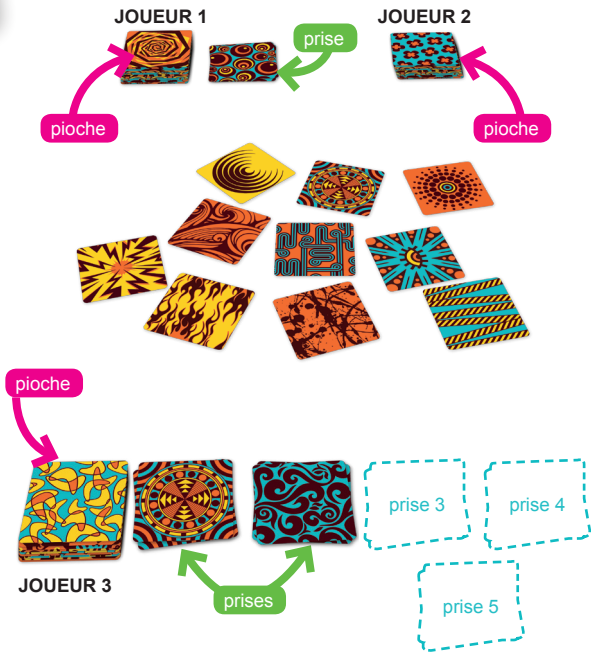 JOUEUR 1
JOUEUR 2
prise
pioche
pioche
pioche
prise 3
prise 4
JOUEUR 3
prises
prise 5